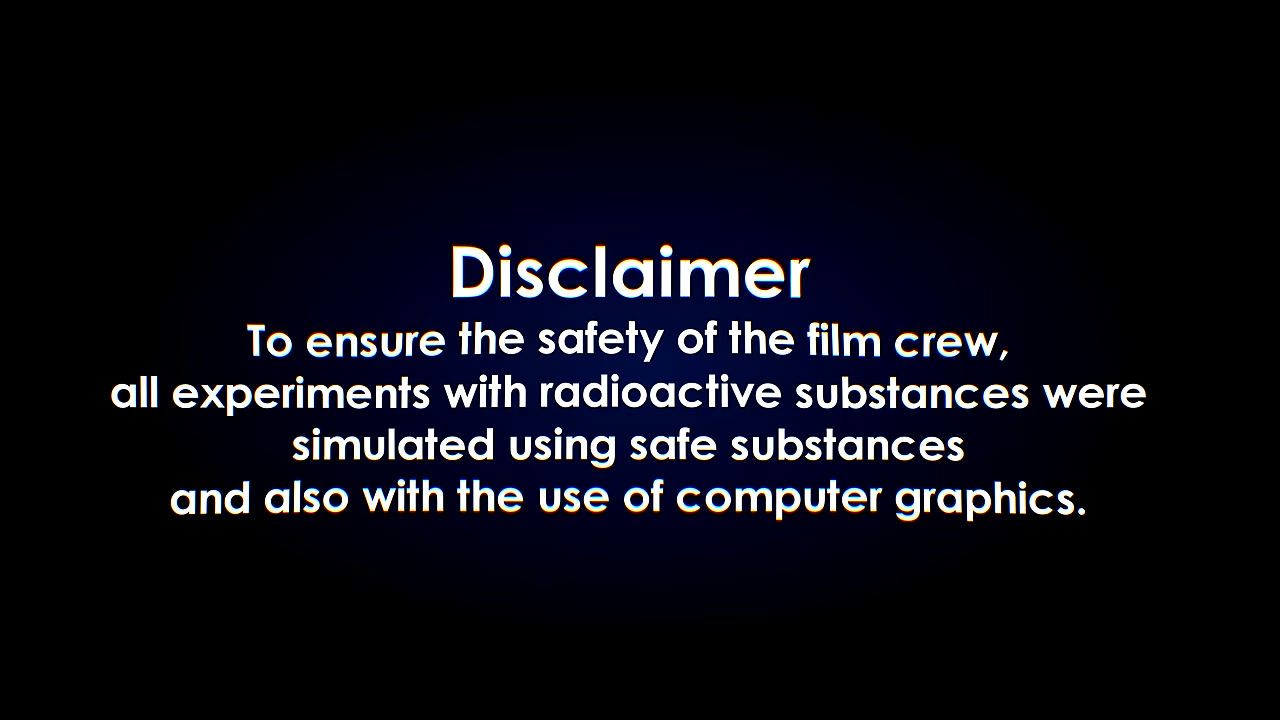 Disclaimer
To ensure the safety of the film crew,
all experiments with radioactive substances were
simulated using safe substances
and also with the use of computer graphics.